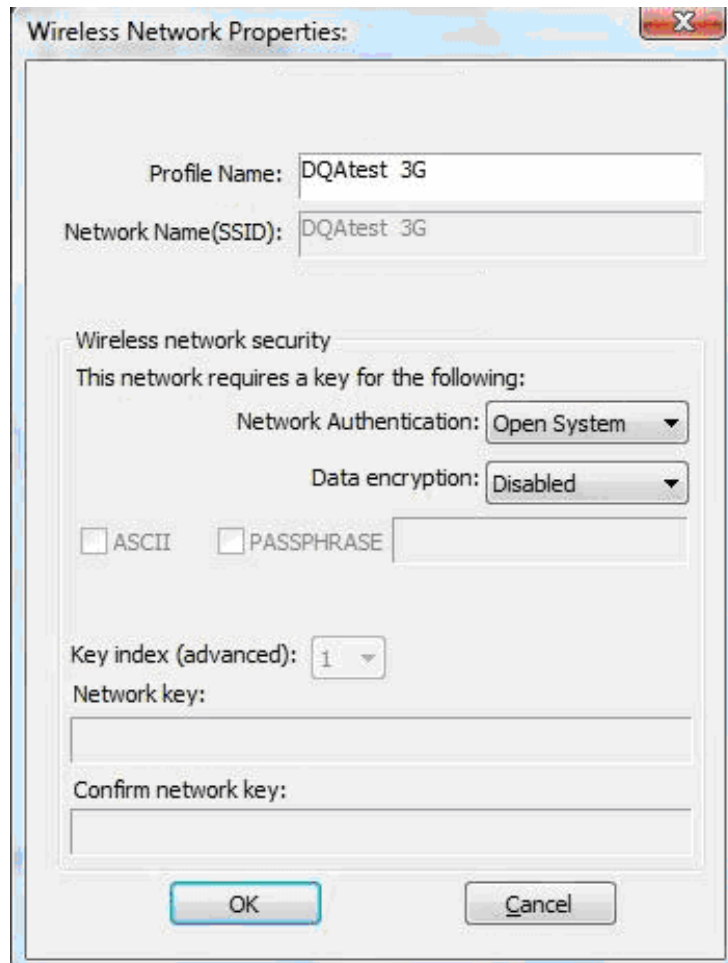 Wireless Network Properties:
Profile Name: DQAtest 3G
Network Name(SSID): DQAtest 3G
Wireless network security
This network requires a key for the following:
Network Authentication: Open System
Data encryption: Disabled
ASCII PASSPHRASE
Key index (advanced): 1
Network key:
Confirm network key:
OK Cancel